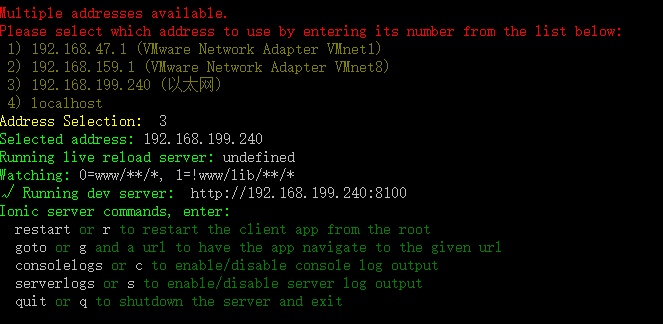 Multiple addresses available.
Please select which address to use by entering its number from the list below:
1) 192.168.47.1 (VMware Network Adapter VMnet1)
2) 192.168.159.1 (VMware Network Adapter VMnet8)
3) 192.168.199.240 (以太网)
4) localhost
Address Selection:  3
Selected address: 192.168.199.240
Running live reload server: undefined
Watching: 0=www/**/*, 1=!www/lib/**/*
√ Running dev server:  http://192.168.199.240:8100
Ionic server commands, enter:
restart or r to restart the client app from the root
goto or g and a url to have the app navigate to the given url
consolelogs or c to enable/disable console log output
serverlogs or s to enable/disable server log output
quit or q to shutdown the server and exit